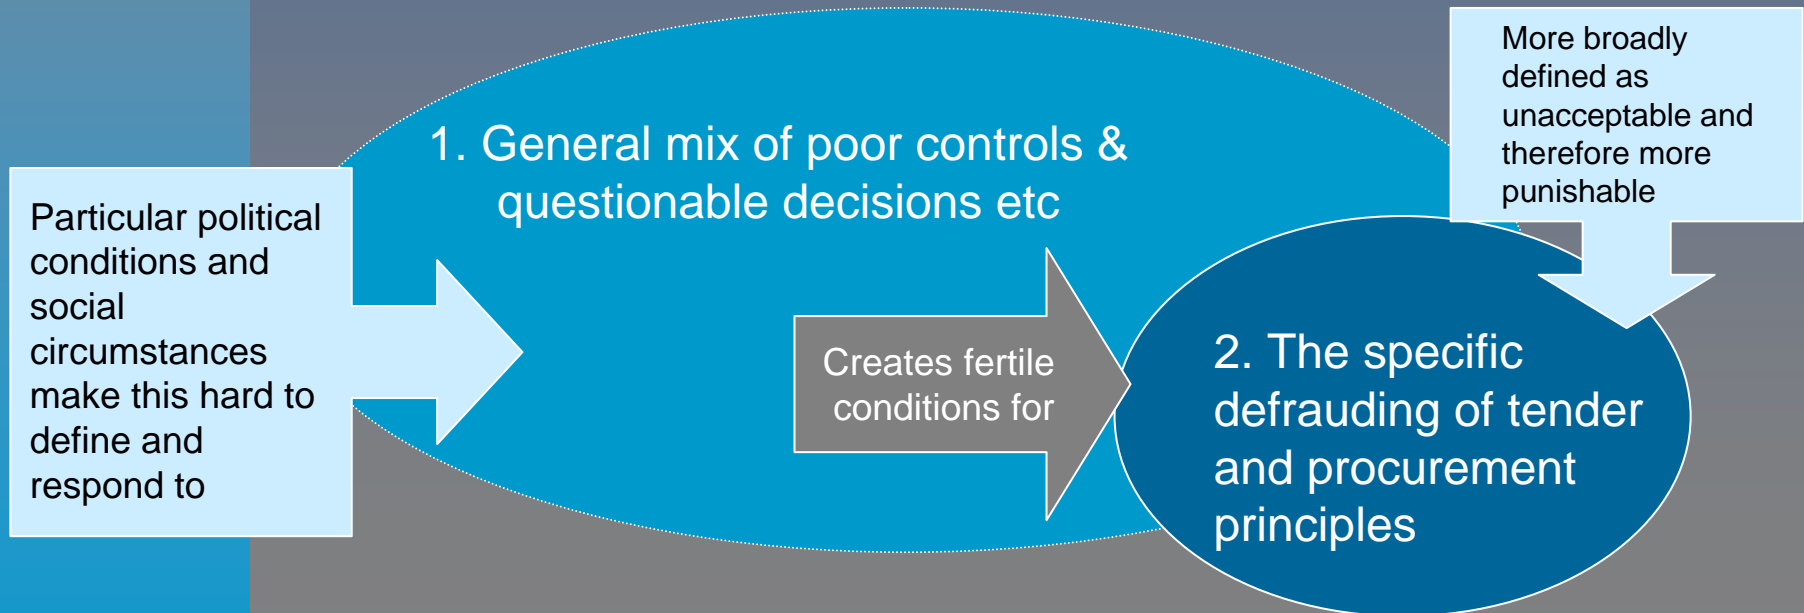 1. General mix of poor controls &
questionable decisions etc
Particular political
conditions and
social
circumstances
make this hard to
define and
respond to
Creates fertile
conditions for
More broadly
defined as
unacceptable and
therefore more
punishable
2. The specific
defrauding of tender
and procurement
principles